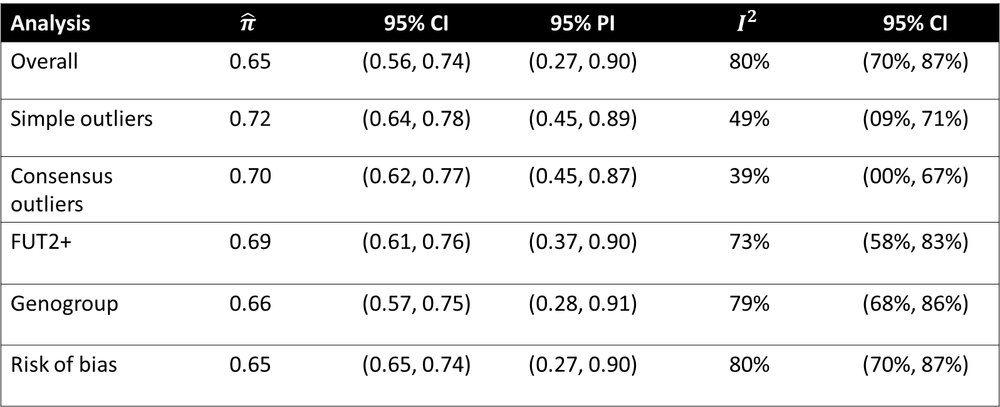 Analysis π̂ 95% CI 95% PI I² 95% CI
Overall 0.65 (0.56, 0.74) (0.27, 0.90) 80% (70%, 87%)
Simple outliers 0.72 (0.64, 0.78) (0.45, 0.89) 49% (09%, 71%)
Consensus 0.70 (0.62, 0.77) (0.45, 0.87) 39% (00%, 67%)
outliers
FUT2+ 0.69 (0.61, 0.76) (0.37, 0.90) 73% (58%, 83%)
Genogroup 0.66 (0.57, 0.75) (0.28, 0.91) 79% (68%, 86%)
Risk of bias 0.65 (0.65, 0.74) (0.27, 0.90) 80% (70%, 87%)